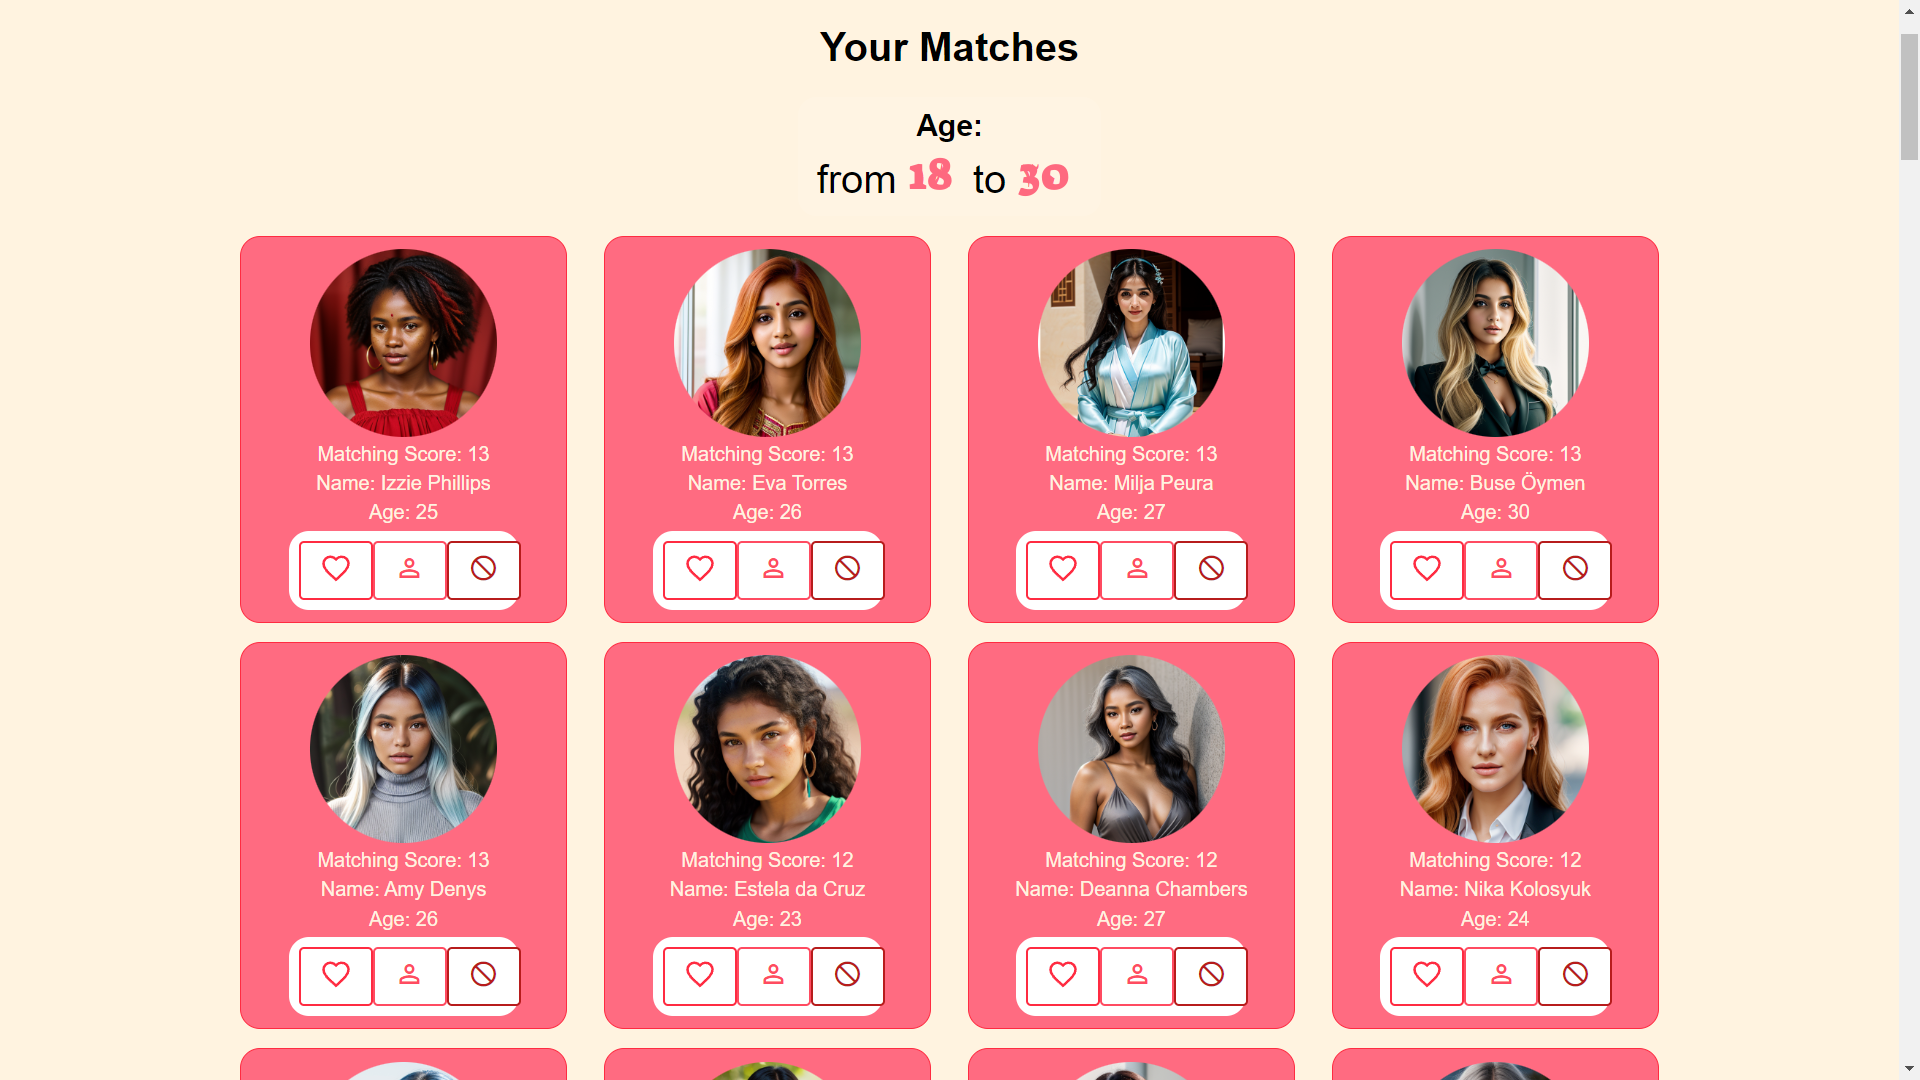 Your Matches
Age:
from 18 to 30
Matching Score: 13
Name: Izzie Phillips
Age: 25
Matching Score: 13
Name: Eva Torres
Age: 26
Matching Score: 13
Name: Milja Peura
Age: 27
Matching Score: 13
Name: Buse Öymen
Age: 30
Matching Score: 13
Name: Amy Denys
Age: 26
Matching Score: 12
Name: Estela da Cruz
Age: 23
Matching Score: 12
Name: Deanna Chambers
Age: 27
Matching Score: 12
Name: Nika Kolosyuk
Age: 24